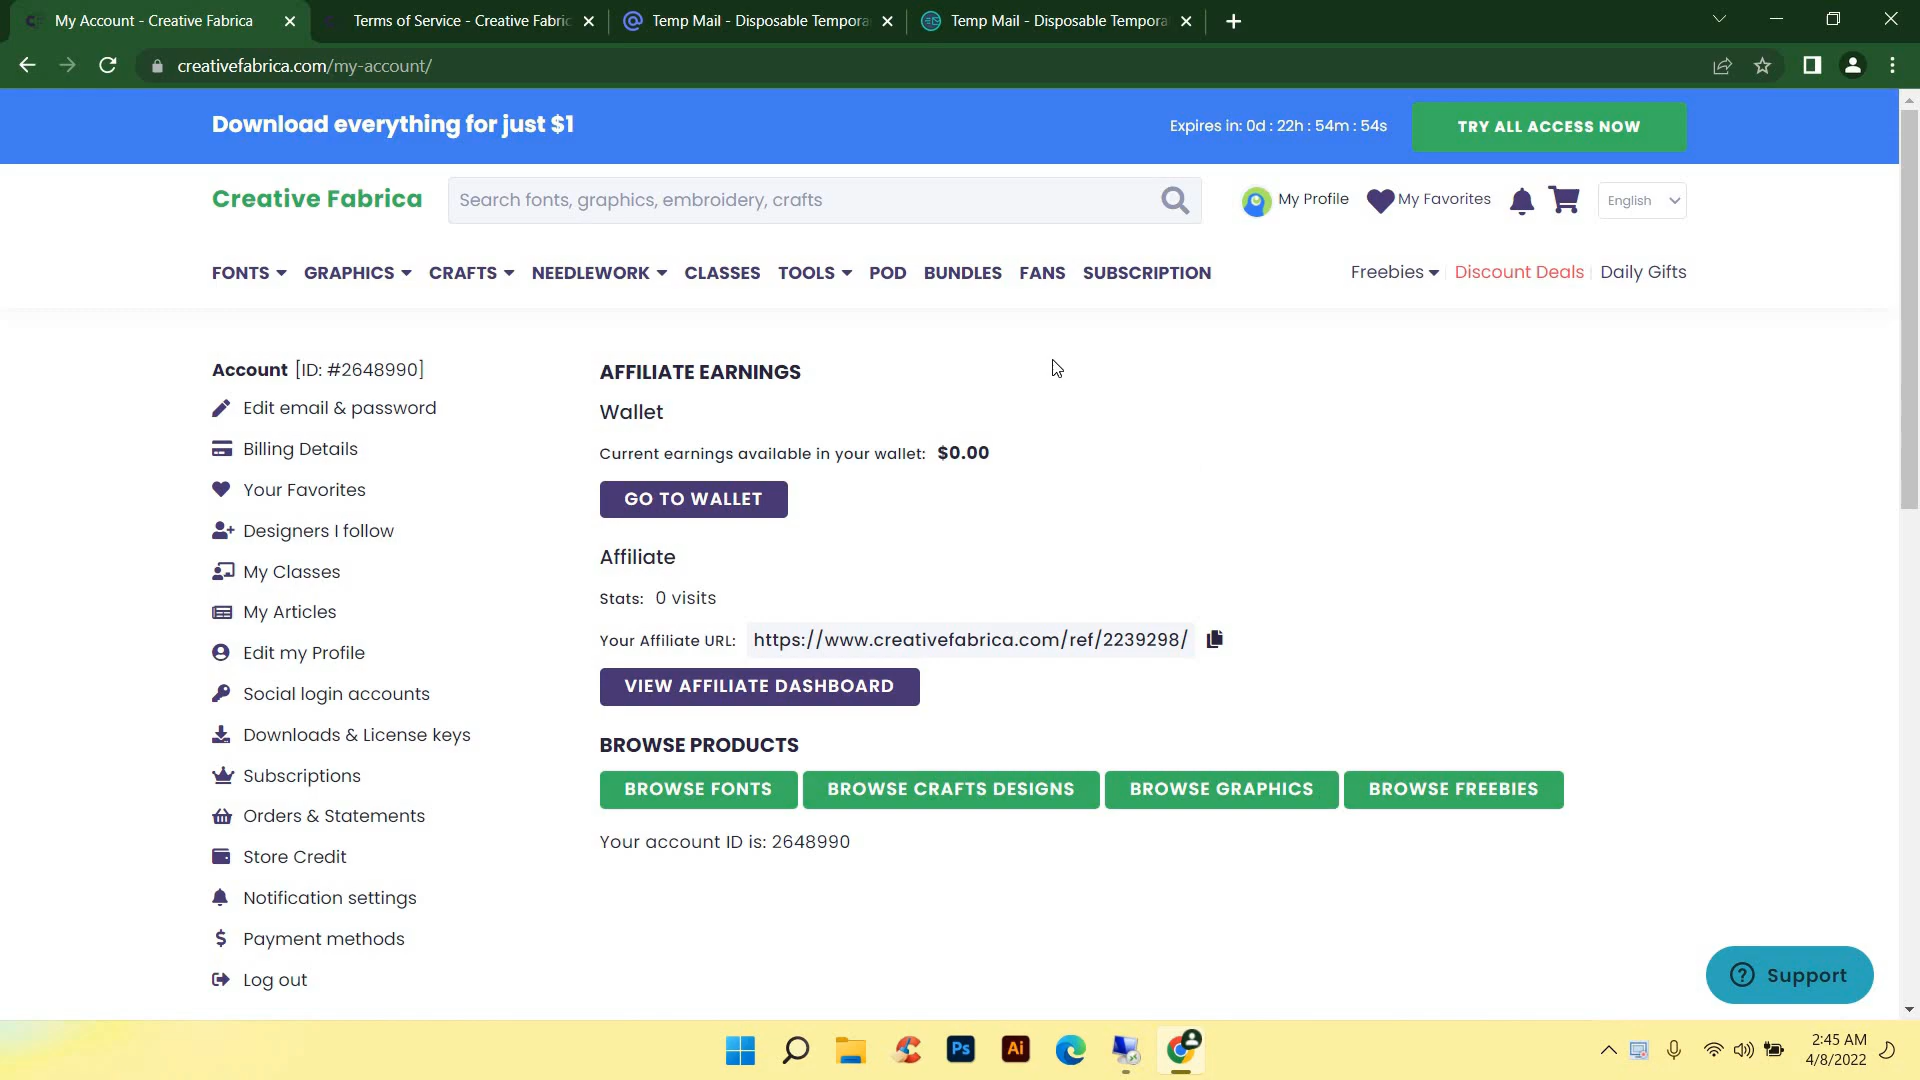 My Account - Creative Fabrica
Terms of Service - Creative Fabric
Temp Mail - Disposable Tempora
Temp Mail - Disposable Tempora
creativefabrica.com/my-account/
Download everything for just $1
Expires in: 0d : 22h : 54m : 54s
TRY ALL ACCESS NOW
Creative Fabrica
Search fonts, graphics, embroidery, crafts
My Profile
My Favorites
English
FONTS
GRAPHICS
CRAFTS
NEEDLEWORK
CLASSES
TOOLS
POD
BUNDLES
FANS
SUBSCRIPTION
Freebies
Discount Deals
Daily Gifts
Account [ID: #2648990]
Edit email & password
Billing Details
Your Favorites
Designers I follow
My Classes
My Articles
Edit my Profile
Social login accounts
Downloads & License keys
Subscriptions
Orders & Statements
Store Credit
Notification settings
Payment methods
Log out
AFFILIATE EARNINGS
Wallet
Current earnings available in your wallet: $0.00
GO TO WALLET
Affiliate
Stats: 0 visits
Your Affiliate URL: https://www.creativefabrica.com/ref/2239298/
VIEW AFFILIATE DASHBOARD
BROWSE PRODUCTS
BROWSE FONTS
BROWSE CRAFTS DESIGNS
BROWSE GRAPHICS
BROWSE FREEBIES
Your account ID is: 2648990
Support
Ps
Ai
2:45 AM
4/8/2022